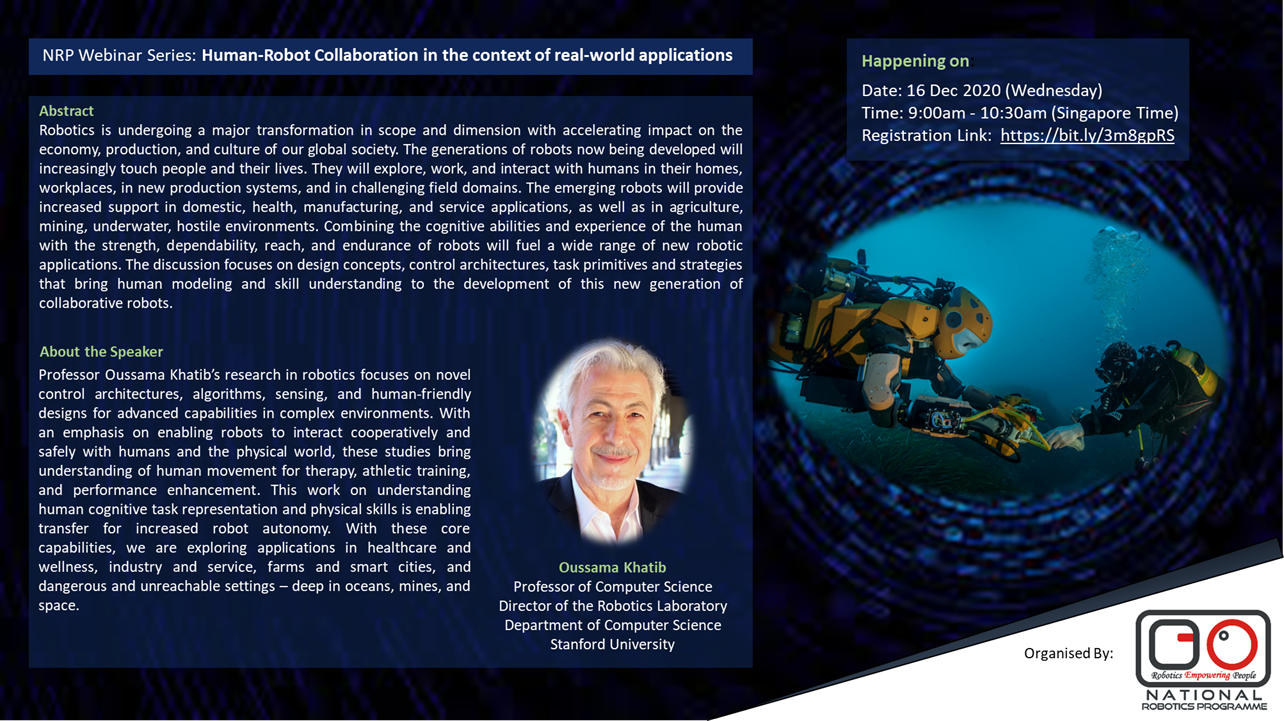 NRP Webinar Series: Human-Robot Collaboration in the context of real-world applications
Abstract
Robotics is undergoing a major transformation in scope and dimension with accelerating impact on the
economy, production, and culture of our global society. The generations of robots now being developed will
increasingly touch people and their lives. They will explore, work, and interact with humans in their homes,
workplaces, in new production systems, and in challenging field domains. The emerging robots will provide
increased support in domestic, health, manufacturing, and service applications, as well as in agriculture,
mining, underwater, hostile environments. Combining the cognitive abilities and experience of the human
with the strength, dependability, reach, and endurance of robots will fuel a wide range of new robotic
applications. The discussion focuses on design concepts, control architectures, task primitives and strategies
that bring human modeling and skill understanding to the development of this new generation of
collaborative robots.
About the Speaker
Professor Oussama Khatib's research in robotics focuses on novel
control architectures, algorithms, sensing, and human-friendly
designs for advanced capabilities in complex environments. With
an emphasis on enabling robots to interact cooperatively and
safely with humans and the physical world, these studies bring
understanding of human movement for therapy, athletic training,
and performance enhancement. This work on understanding
human cognitive task representation and physical skills is enabling
transfer for increased robot autonomy. With these core
capabilities, we are exploring applications in healthcare and
wellness, industry and service, farms and smart cities, and
dangerous and unreachable settings – deep in oceans, mines, and
space.
Oussama Khatib
Professor of Computer Science
Director of the Robotics Laboratory
Department of Computer Science
Stanford University
Happening on
Date: 16 Dec 2020 (Wednesday)
Time: 9:00am - 10:30am (Singapore Time)
Registration Link: https://bit.ly/3m8gpRS
Organised By:
Robotics Empowering People
NATIONAL
ROBOTICS PROGRAMME